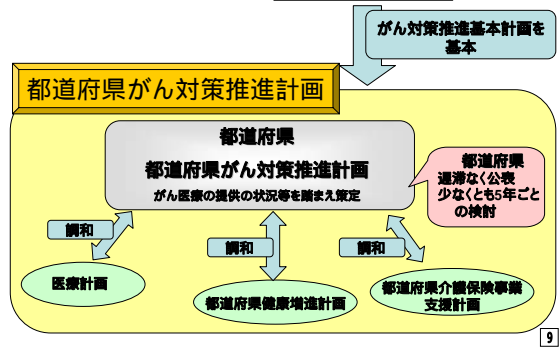 がん対策推進基本計画を
基本
都道府県がん対策推進計画
都道府県
都道府県がん対策推進計画
がん医療の提供の状況等を踏まえ策定
都道府県
遅滞なく公表
少なくとも5年ごと
の検討
調和
調和
調和
医療計画
都道府県健康増進計画
都道府県介護保険事業
支援計画
9